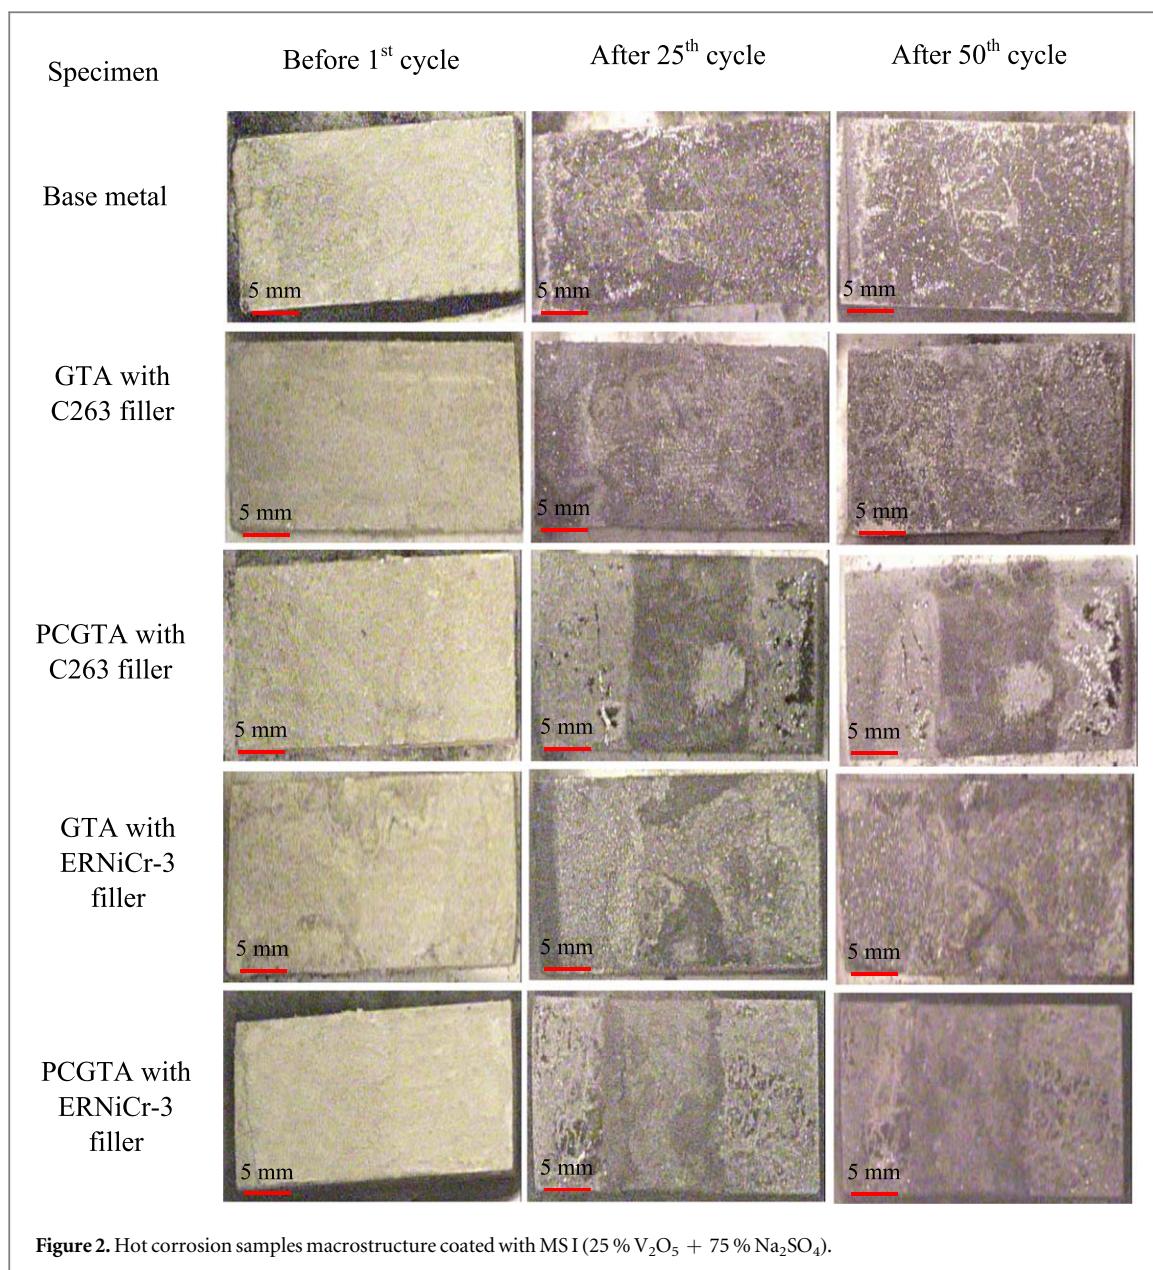 Specimen
Before 1st cycle
After 25th cycle
After 50th cycle
Base metal
5 mm
5 mm
5 mm
GTA with
C263 filler
5 mm
5 mm
5 mm
PCGTA with
C263 filler
5 mm
5 mm
5 mm
GTA with
ERNiCr-3
filler
5 mm
5 mm
5 mm
PCGTA with
ERNiCr-3
filler
5 mm
5 mm
5 mm
Figure 2. Hot corrosion samples macrostructure coated with MS I (25 % V₂O₅ + 75 % Na₂SO₄).